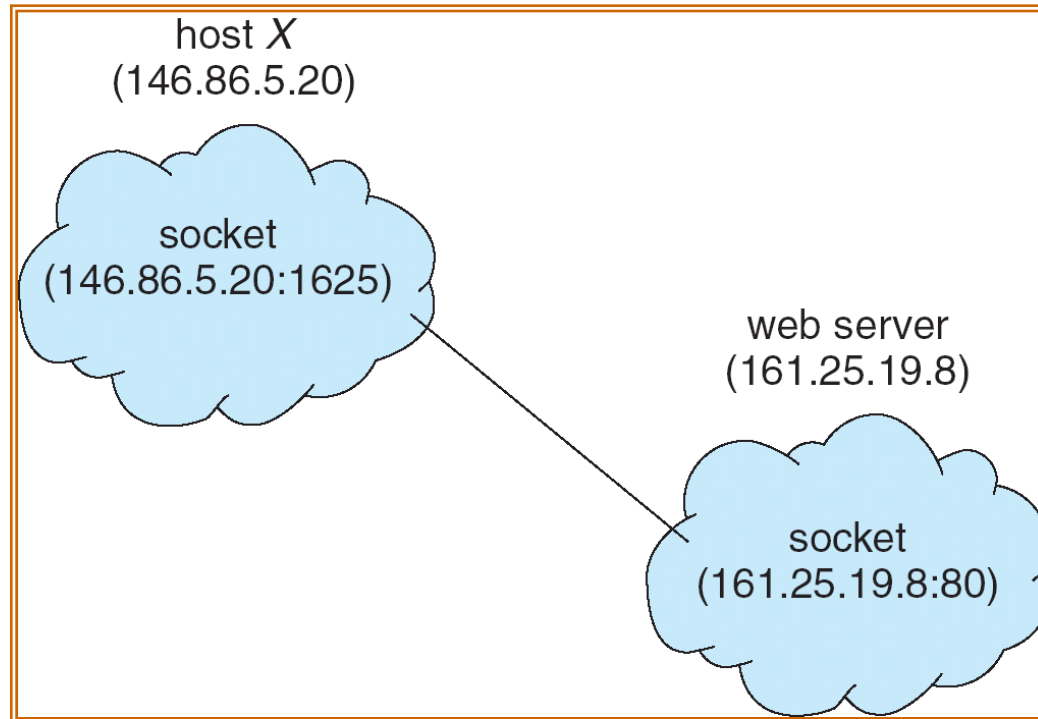 host X
(146.86.5.20)
socket
(146.86.5.20:1625)
web server
(161.25.19.8)
socket
(161.25.19.8:80)